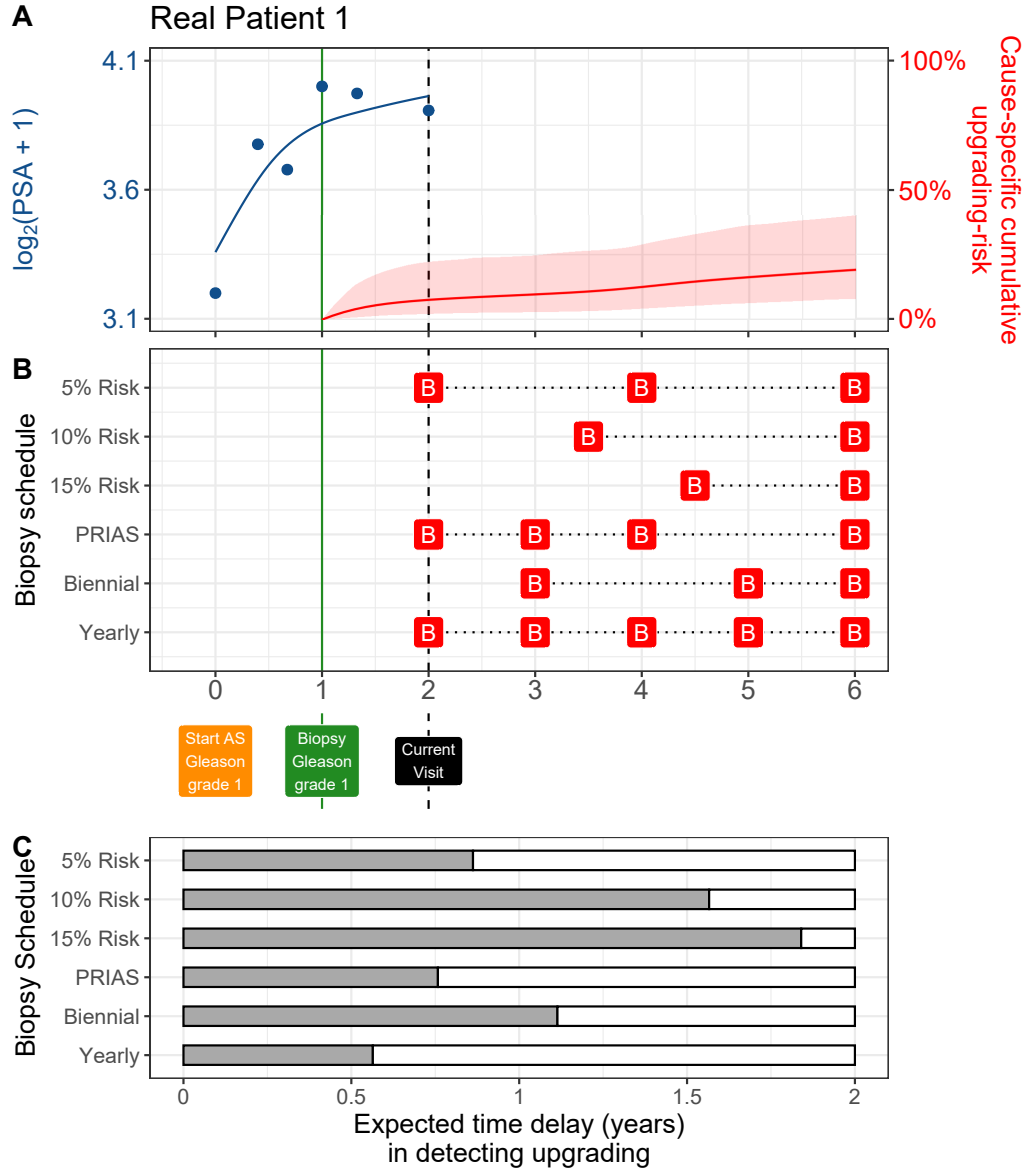 A
Real Patient 1
4.1
3.6
3.1
log₂(PSA + 1)
100%
50%
0%
Cause-specific cumulative
upgrading-risk
B
Biopsy schedule
5% Risk
B B B
10% Risk
B B
15% Risk
B B
PRIAS
B B B B
Biennial
B B B
Yearly
B B B B B
0 1 2 3 4 5 6
Start AS
Gleason
grade 1
Biopsy
Gleason
grade 1
Current
Visit
C
Biopsy Schedule
5% Risk
10% Risk
15% Risk
PRIAS
Biennial
Yearly
0 0.5 1 1.5 2
Expected time delay (years)
in detecting upgrading